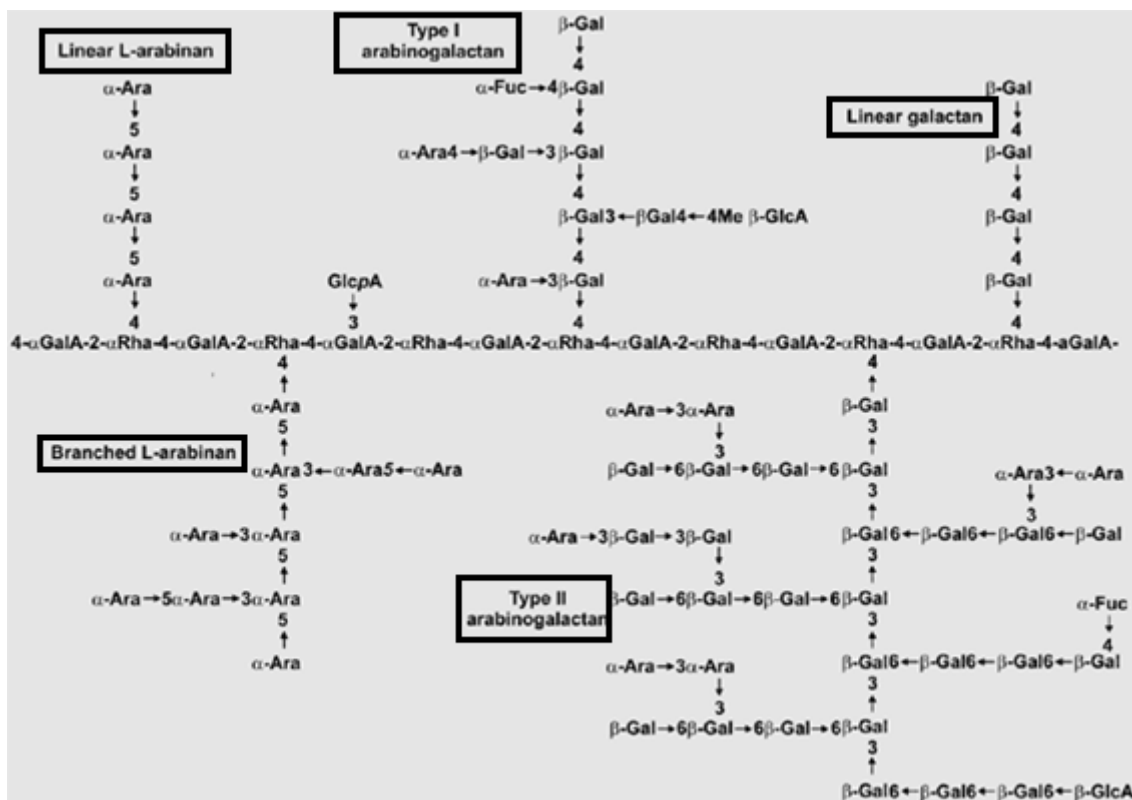 Type I β-Gal
Linear L-arabinan arabinogalactan ↓
4
α-Ara α-Fuc→4β-Gal β-Gal
↓ ↓ Linear galactan ↓
5 4 4
α-Ara α-Ara4→β-Gal→3β-Gal β-Gal
↓ ↓ ↓
5 4 4
α-Ara β-Gal3←βGal4←4Me β-GlcA β-Gal
↓ ↓ ↓
5 4 4
α-Ara GlcpA α-Ara→3β-Gal β-Gal
↓ ↓ ↓ ↓
4 3 4 4
4-αGalA-2-αRha-4-αGalA-2-αRha-4-αGalA-2-αRha-4-αGalA-2-αRha-4-αGalA-2-αRha-4-αGalA-2-αRha-4-αGalA-2-αRha-4-aGalA-
4 4
↑ ↑
α-Ara α-Ara→3α-Ara β-Gal
5 ↓ 3
Branched L-arabinan ↑ 3 ↑
α-Ara3←α-Ara5←α-Ara β-Gal→6β-Gal→6β-Gal→6β-Gal α-Ara3←α-Ara
5 3 ↓
↑ ↑ 3
α-Ara→3α-Ara α-Ara→3β-Gal→3β-Gal β-Gal6←β-Gal6←β-Gal6←β-Gal
5 ↓ 3
↑ 3 ↑
α-Ara→5α-Ara→3α-Ara Type II β-Gal→6β-Gal→6β-Gal→6β-Gal α-Fuc
5 arabinogalactan 3 ↓
↑ ↑ 4
α-Ara α-Ara→3α-Ara β-Gal6←β-Gal6←β-Gal6←β-Gal
↓ 3
3 ↑
β-Gal→6β-Gal→6β-Gal→6β-Gal
3
↑
β-Gal6←β-Gal6←β-Gal6←β-GlcA